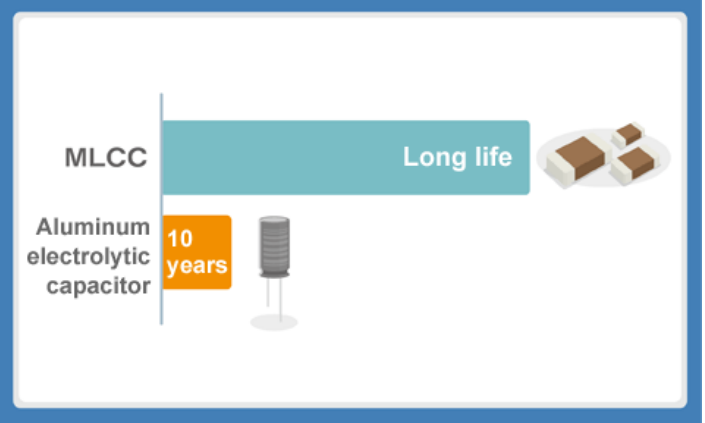 MLCC
Long life
Aluminum
electrolytic
capacitor
10
years